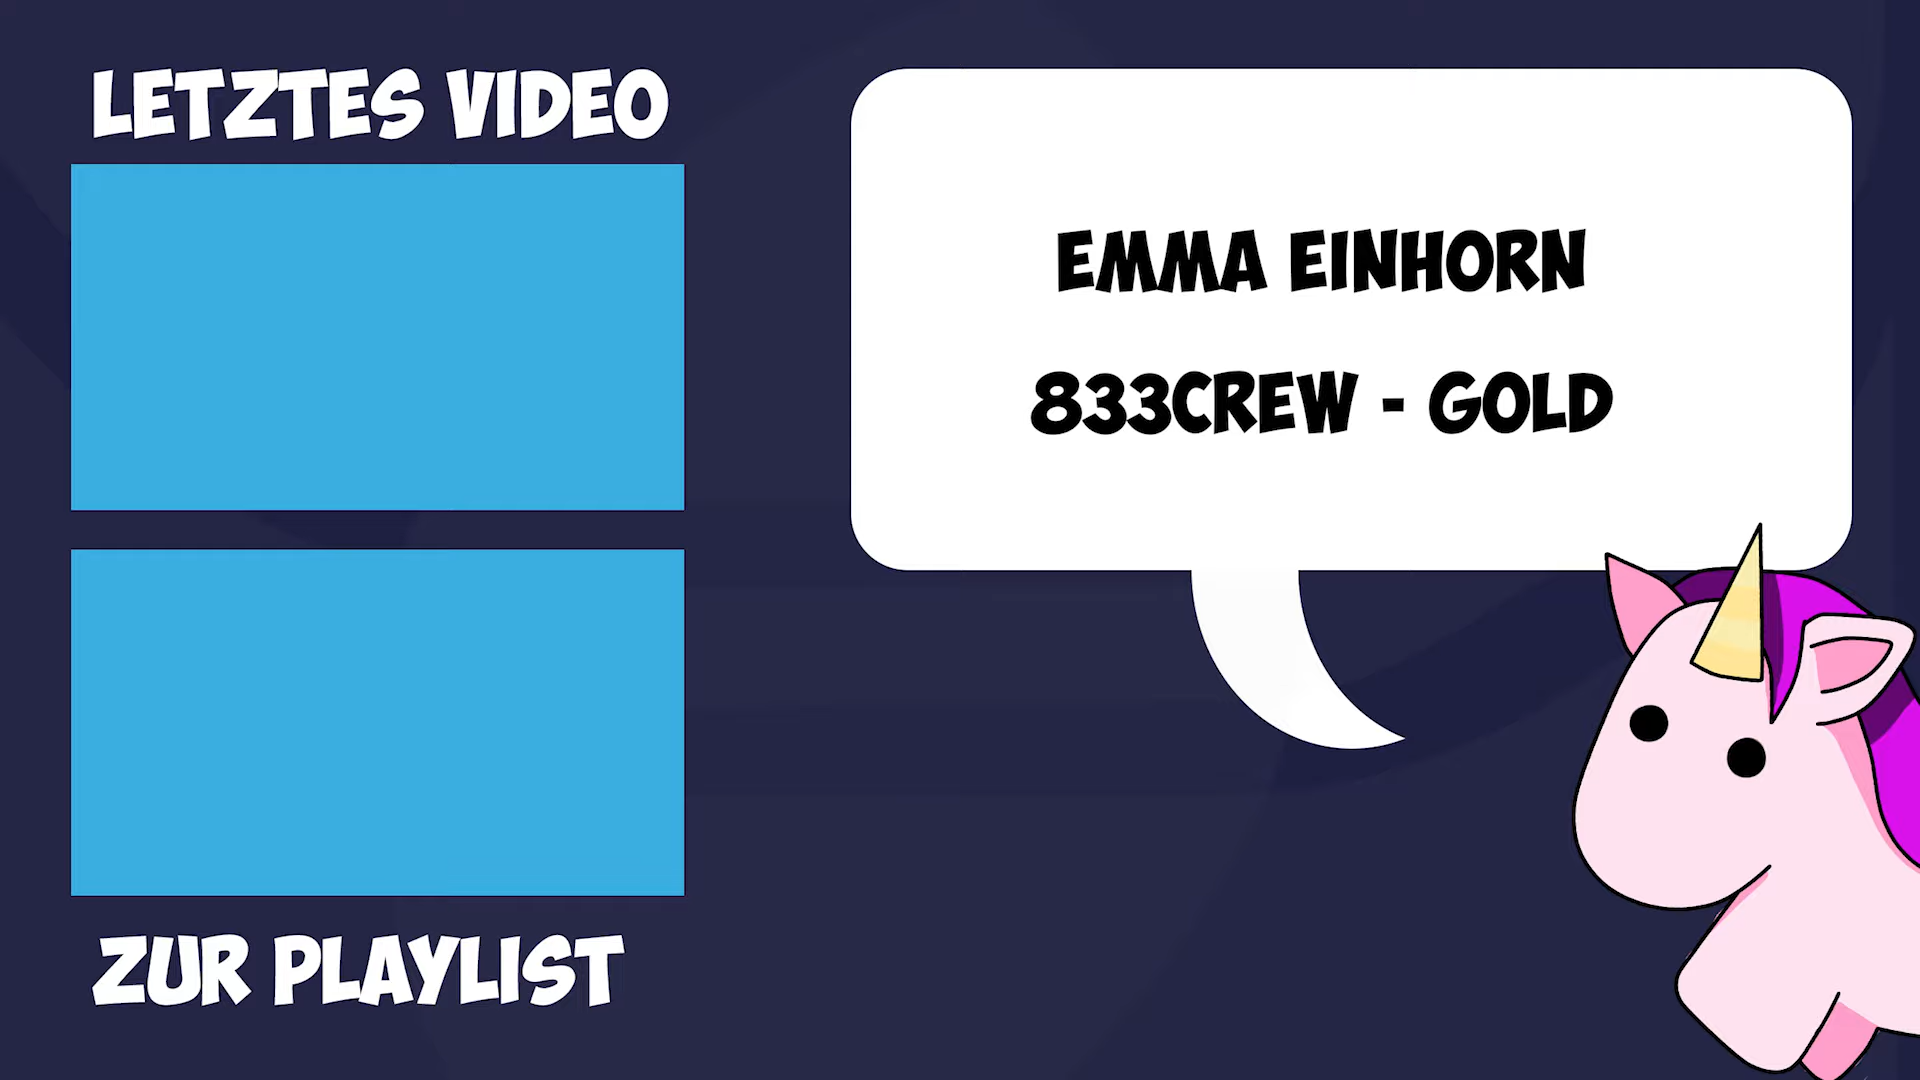 LETZTES VIDEO
EMMA EINHORN
833CREW - GOLD
ZUR PLAYLIST